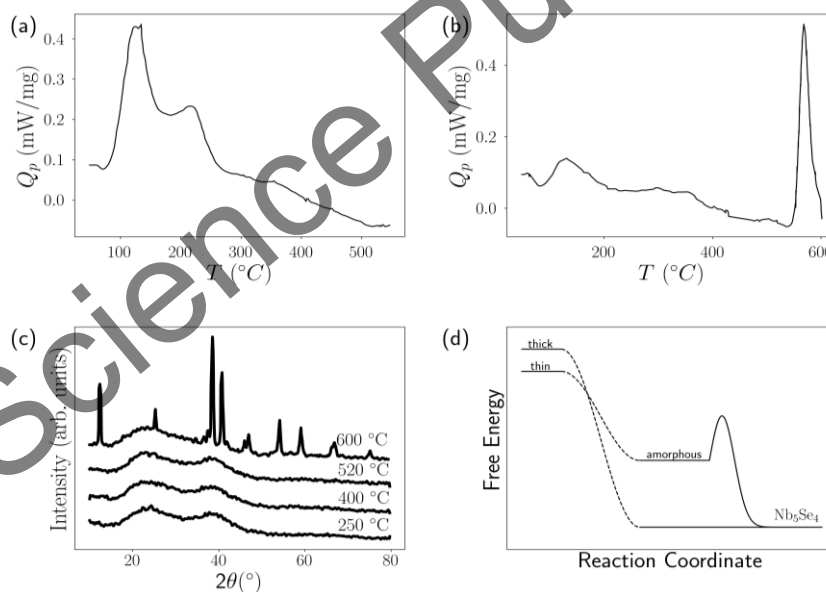 (a)
0.4
0.3
0.2
0.1
0.0
Q_p (mW/mg)
100
200
300
400
500
T (°C)
(b)
0.4
0.2
0.0
Q_p (mW/mg)
200
400
600
T (°C)
(c)
Intensity (arb. units)
600 °C
520 °C
400 °C
250 °C
20
40
60
80
2θ(°)
(d)
Free Energy
thick
thin
amorphous
Nb₅Se₄
Reaction Coordinate
Science Pu